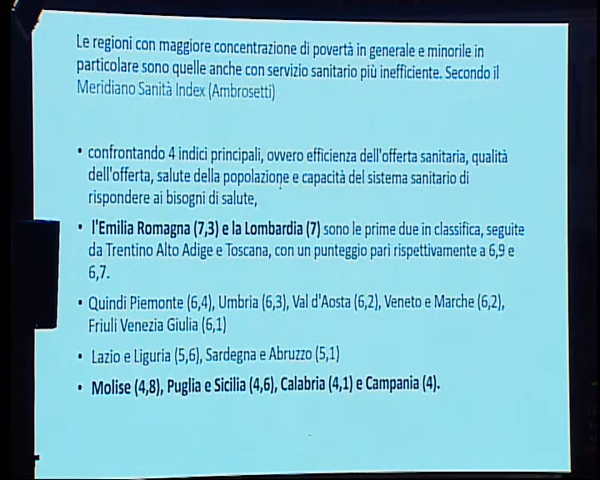 Le regioni con maggiore concentrazione di povertà in generale e minorile in
particolare sono quelle anche con servizio sanitario più inefficiente. Secondo il
Meridiano Sanità Index (Ambrosetti)
• confrontando 4 indici principali, ovvero efficienza dell'offerta sanitaria, qualità
dell'offerta, salute della popolazione e capacità del sistema sanitario di
rispondere ai bisogni di salute,
• l'Emilia Romagna (7,3) e la Lombardia (7) sono le prime due in classifica, seguite
da Trentino Alto Adige e Toscana, con un punteggio pari rispettivamente a 6,9 e
6,7.
• Quindi Piemonte (6,4), Umbria (6,3), Val d'Aosta (6,2), Veneto e Marche (6,2),
Friuli Venezia Giulia (6,1)
• Lazio e Liguria (5,6), Sardegna e Abruzzo (5,1)
• Molise (4,8), Puglia e Sicilia (4,6), Calabria (4,1) e Campania (4).